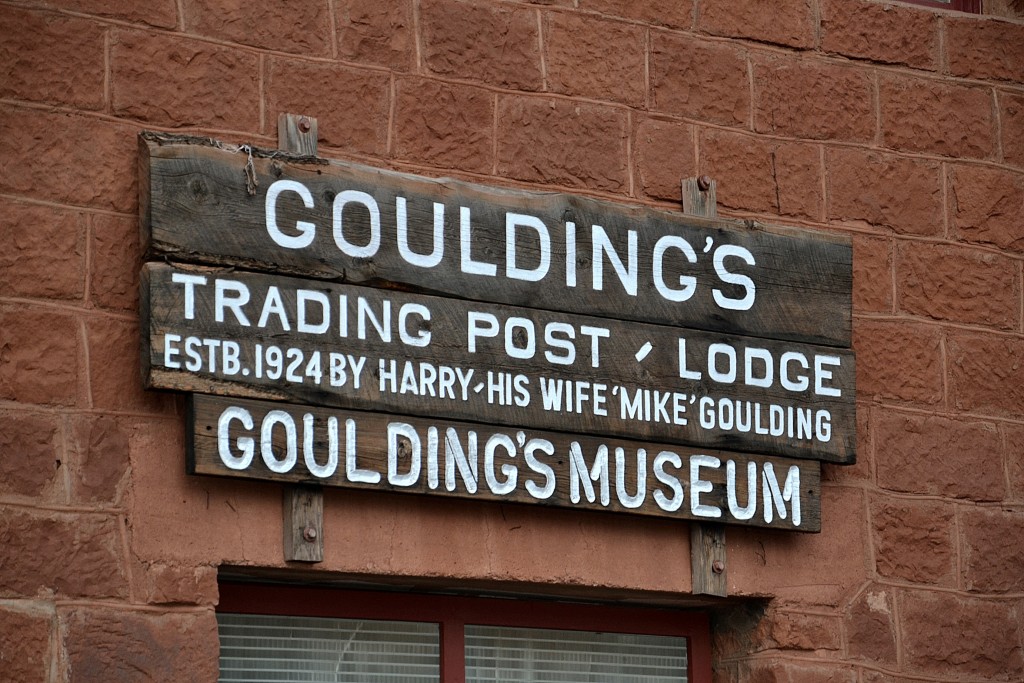 GOULDING'S
TRADING POST - LODGE
ESTB. 1924 BY HARRY-HIS WIFE 'MIKE' GOULDING
GOULDING'S MUSEUM